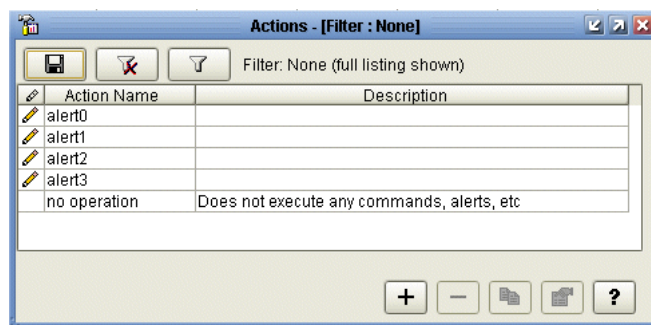 Actions - [Filter : None]
Filter: None (full listing shown)
Action Name Description
alert0
alert1
alert2
alert3
no operation Does not execute any commands, alerts, etc
+ − ?